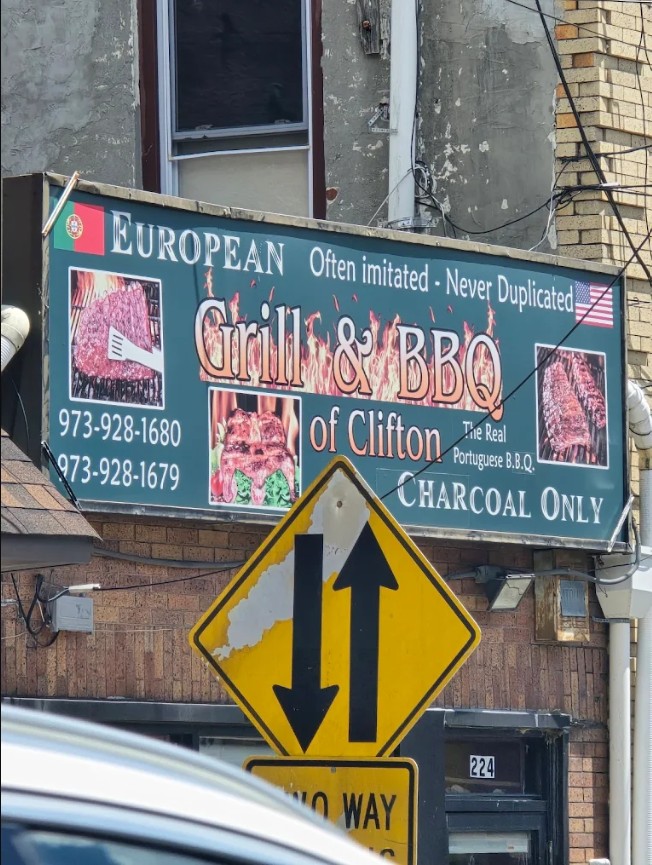 EUROPEAN
Often imitated - Never Duplicated
Grill & BBQ
of Clifton
The Real
Portuguese B.B.Q.
CHARCOAL ONLY
973-928-1680
973-928-1679
224
WAY